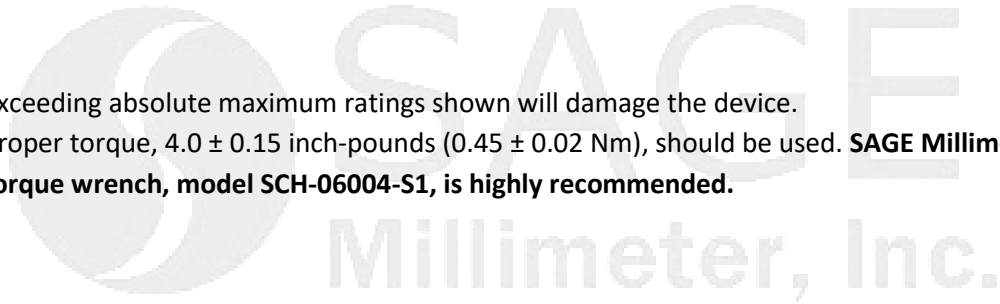 SAGE
xceeding absolute maximum ratings shown will damage the device.
roper torque, 4.0 ± 0.15 inch-pounds (0.45 ± 0.02 Nm), should be used. SAGE Millim
orque wrench, model SCH-06004-S1, is highly recommended.
Millimeter, Inc.